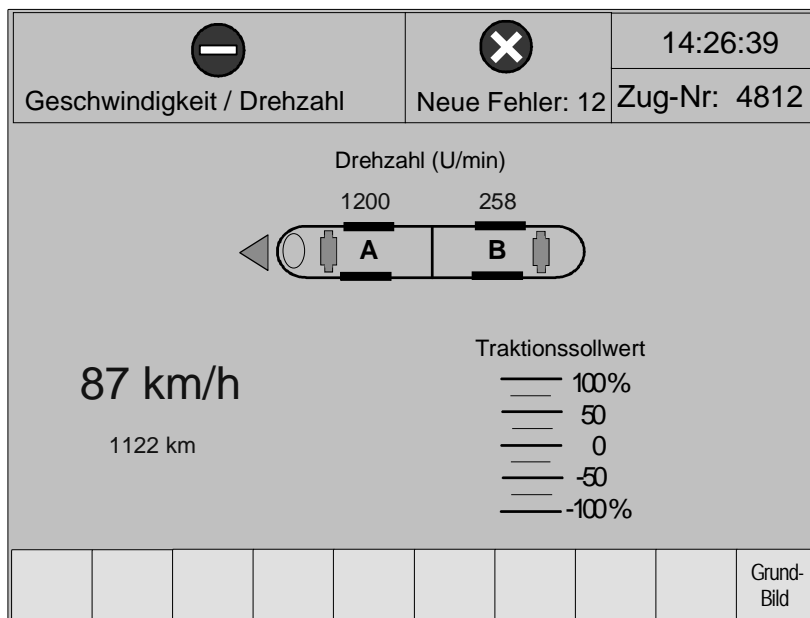 14:26:39
Geschwindigkeit / Drehzahl
Neue Fehler: 12
Zug-Nr: 4812
Drehzahl (U/min)
1200
258
A
B
Traktionssollwert
100%
50
0
-50
-100%
87 km/h
1122 km
Grund-
Bild